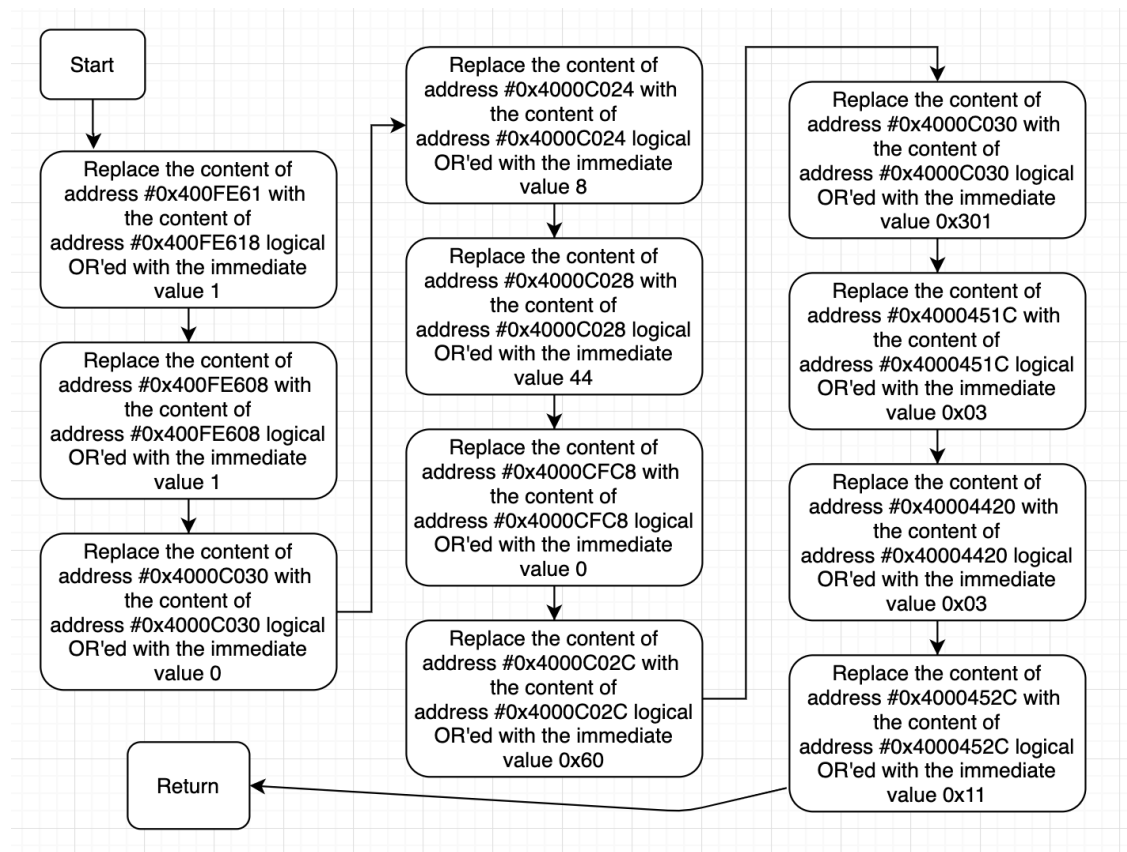 Start
Replace the content of
address #0x400FE61 with
the content of
address #0x400FE618 logical
OR'ed with the immediate
value 1
Replace the content of
address #0x400FE608 with
the content of
address #0x400FE608 logical
OR'ed with the immediate
value 1
Replace the content of
address #0x4000C030 with
the content of
address #0x4000C030 logical
OR'ed with the immediate
value 0
Replace the content of
address #0x4000C024 with
the content of
address #0x4000C024 logical
OR'ed with the immediate
value 8
Replace the content of
address #0x4000C028 with
the content of
address #0x4000C028 logical
OR'ed with the immediate
value 44
Replace the content of
address #0x4000CFC8 with
the content of
address #0x4000CFC8 logical
OR'ed with the immediate
value 0
Replace the content of
address #0x4000C02C with
the content of
address #0x4000C02C logical
OR'ed with the immediate
value 0x60
Replace the content of
address #0x4000C030 with
the content of
address #0x4000C030 logical
OR'ed with the immediate
value 0x301
Replace the content of
address #0x4000451C with
the content of
address #0x4000451C logical
OR'ed with the immediate
value 0x03
Replace the content of
address #0x40004420 with
the content of
address #0x40004420 logical
OR'ed with the immediate
value 0x03
Replace the content of
address #0x4000452C with
the content of
address #0x4000452C logical
OR'ed with the immediate
value 0x11
Return